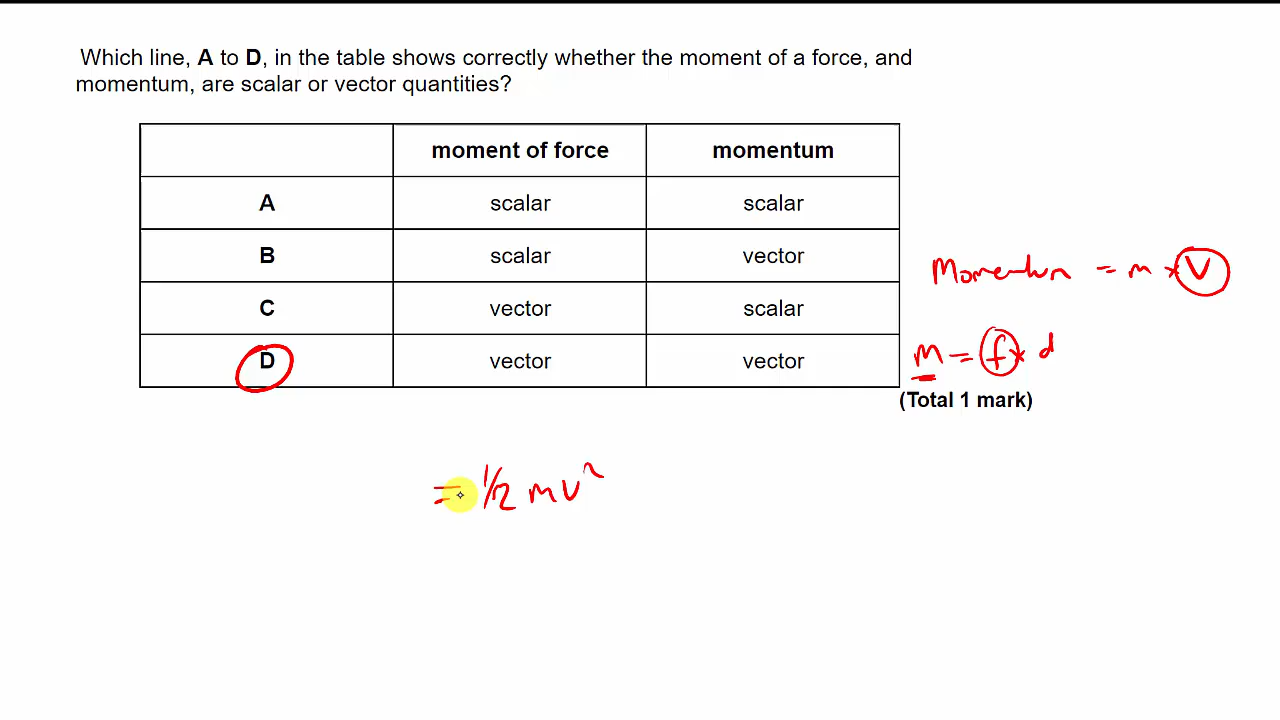 Which line, A to D, in the table shows correctly whether the moment of a force, and
momentum, are scalar or vector quantities?
moment of force momentum
A scalar scalar
B scalar vector
C vector scalar
D vector vector
Momentum = m × v
m = f × d
(Total 1 mark)
= 1/2 mv²